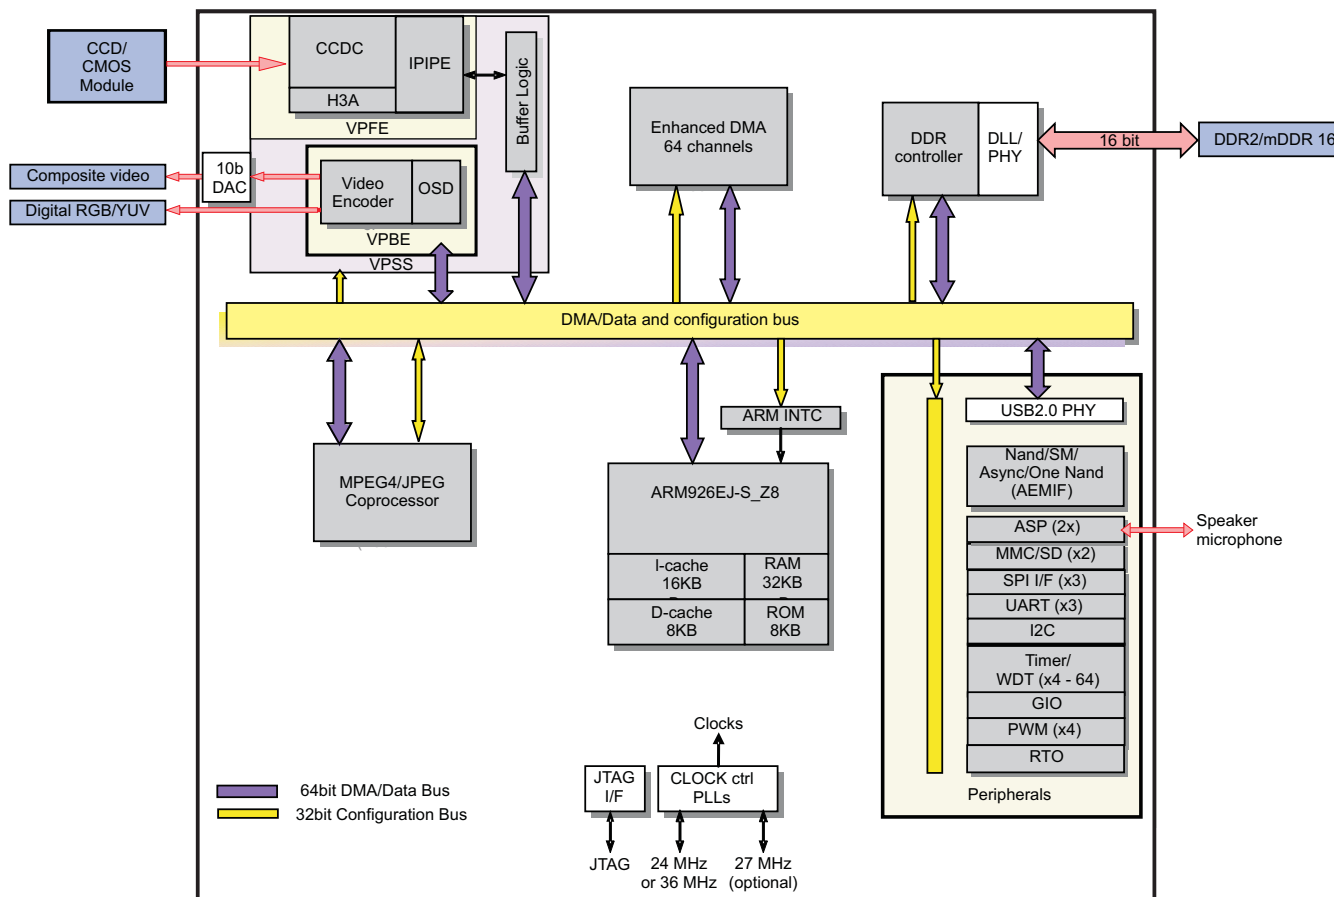 CCD/
CMOS
Module
CCDC
IPIPE
H3A
VPFE
Buffer Logic
Enhanced DMA
64 channels
DDR
controller
DLL/
PHY
16 bit
DDR2/mDDR 16
Composite video
10b
DAC
Digital RGB/YUV
Video
Encoder
OSD
VPBE
VPSS
DMA/Data and configuration bus
MPEG4/JPEG
Coprocessor
ARM INTC
ARM926EJ-S_Z8
I-cache
16KB
RAM
32KB
D-cache
8KB
ROM
8KB
USB2.0 PHY
Nand/SM/
Async/One Nand
(AEMIF)
ASP (2x)
MMC/SD (x2)
SPI I/F (x3)
UART (x3)
I2C
Timer/
WDT (x4 - 64)
GIO
PWM (x4)
RTO
Peripherals
Speaker
microphone
Clocks
JTAG
I/F
CLOCK ctrl
PLLs
JTAG
24 MHz
or 36 MHz
27 MHz
(optional)
64bit DMA/Data Bus
32bit Configuration Bus